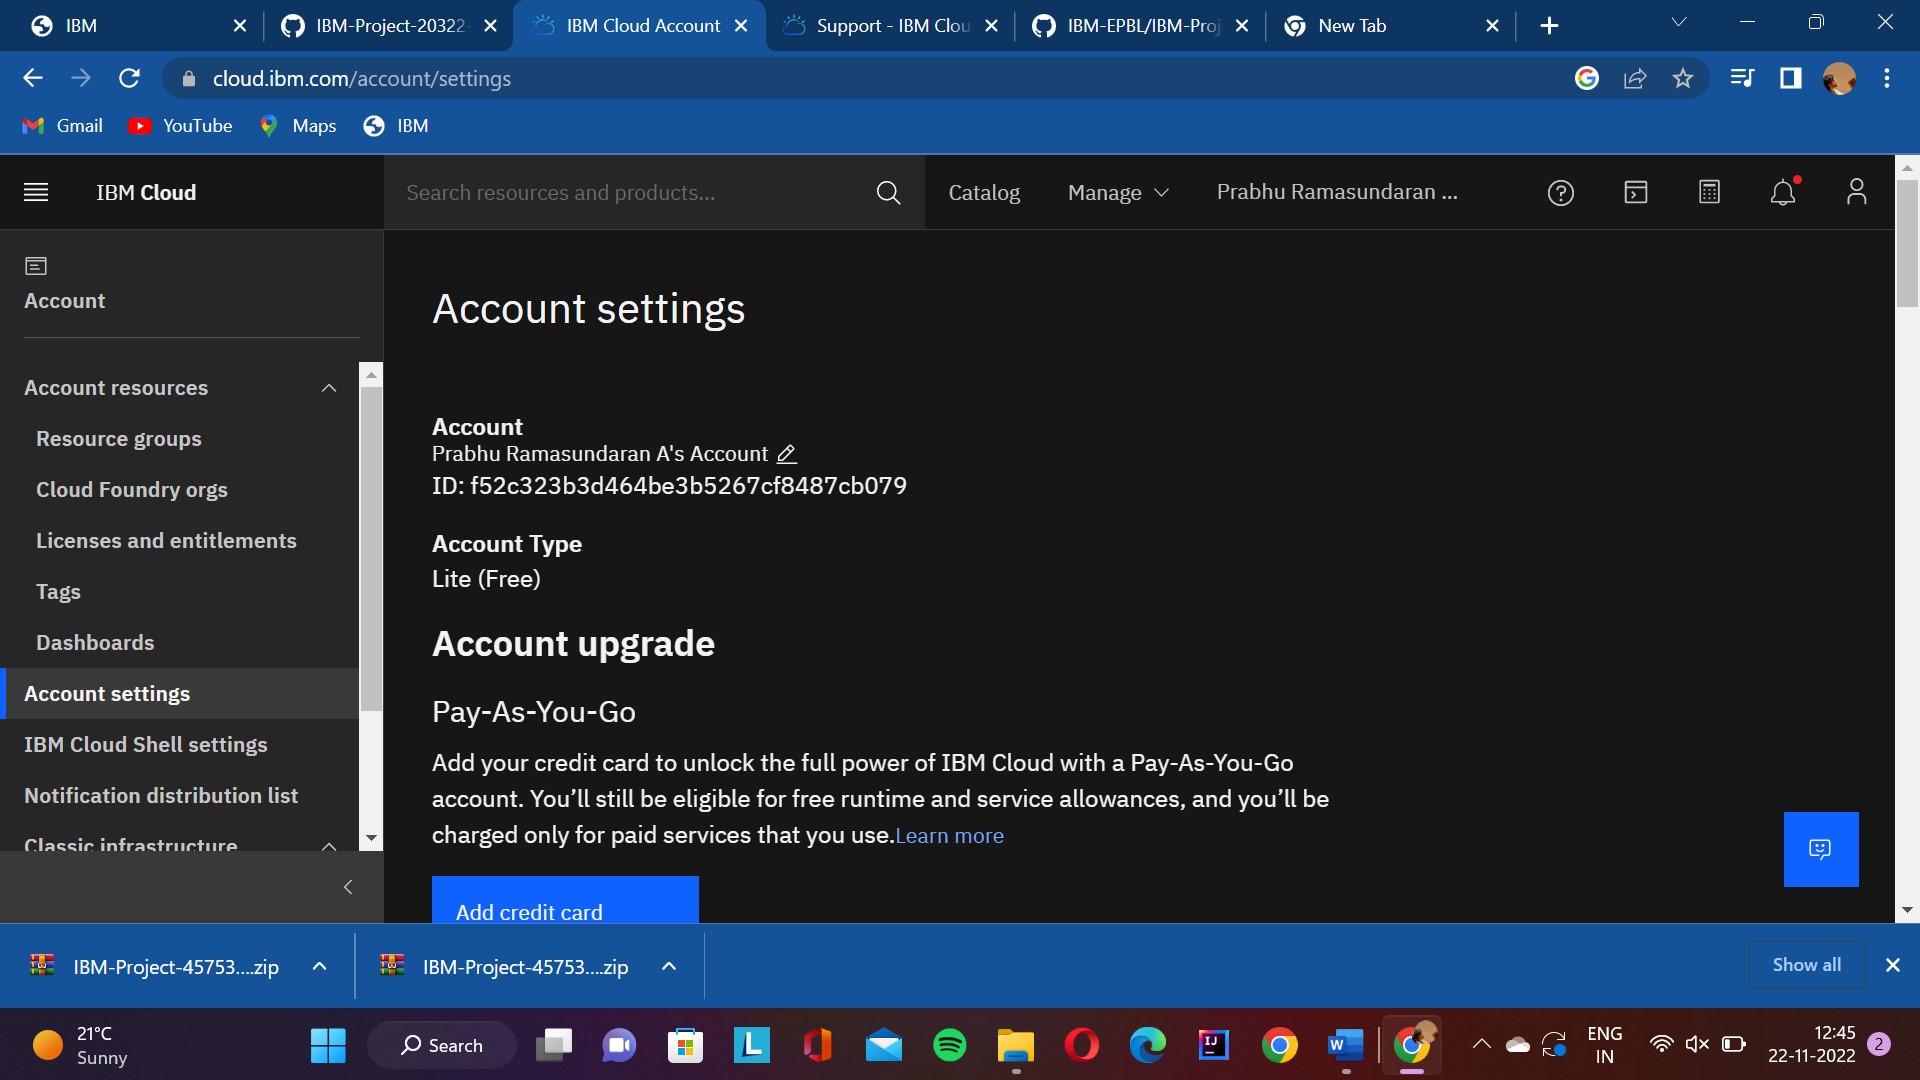 IBM
IBM-Project-20322-
IBM Cloud Account
Support - IBM Clou
IBM-EPBL/IBM-Proj
New Tab
cloud.ibm.com/account/settings
Gmail
YouTube
Maps
IBM
IBM Cloud
Search resources and products...
Catalog
Manage
Prabhu Ramasundaran ...
Account
Account resources
Resource groups
Cloud Foundry orgs
Licenses and entitlements
Tags
Dashboards
Account settings
IBM Cloud Shell settings
Notification distribution list
Classic infrastructure
Account settings
Account
Prabhu Ramasundaran A's Account
ID: f52c323b3d464be3b5267cf8487cb079
Account Type
Lite (Free)
Account upgrade
Pay-As-You-Go
Add your credit card to unlock the full power of IBM Cloud with a Pay-As-You-Go
account. You’ll still be eligible for free runtime and service allowances, and you’ll be
charged only for paid services that you use.Learn more
Add credit card
IBM-Project-45753....zip
IBM-Project-45753....zip
Show all
21°C
Sunny
Search
ENG
IN
12:45
22-11-2022
2